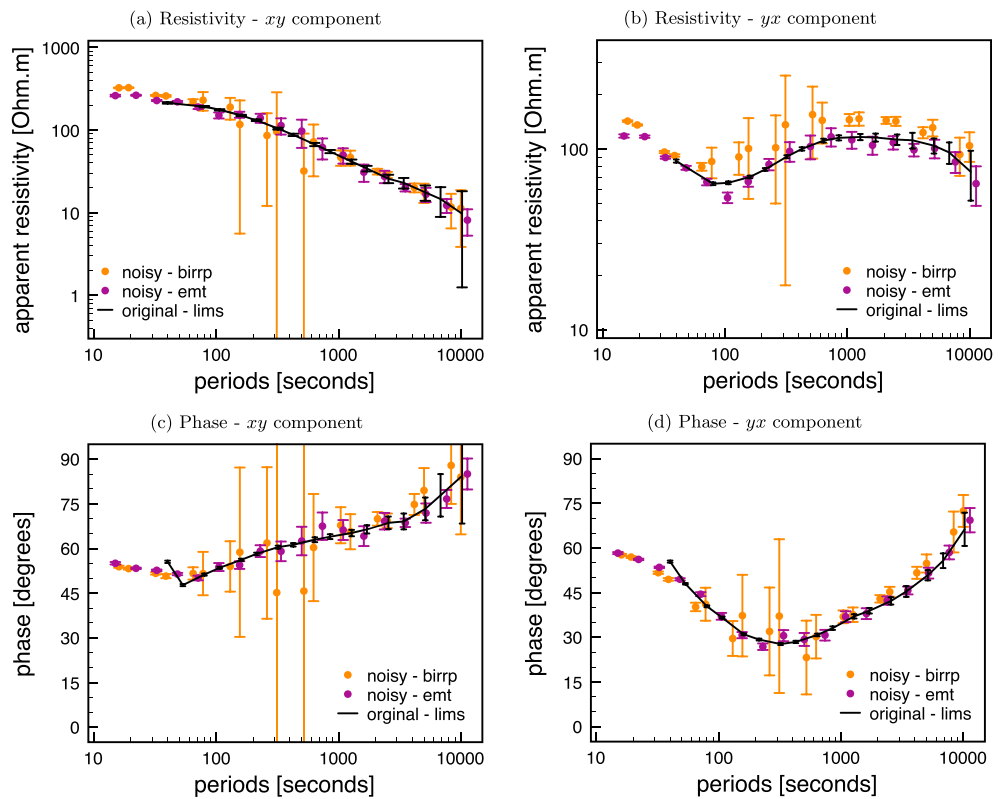 (a) Resistivity - xy component
apparent resistivity [Ohm.m]
1000
100
10
1
noisy - birrp
noisy - emt
original - lims
10 100 1000 10000
periods [seconds]
(b) Resistivity - yx component
apparent resistivity [Ohm.m]
100
10
noisy - birrp
noisy - emt
original - lims
10 100 1000 10000
periods [seconds]
(c) Phase - xy component
phase [degrees]
90
75
60
45
30
15
0
noisy - birrp
noisy - emt
orginal - lims
10 100 1000 10000
periods [seconds]
(d) Phase - yx component
phase [degrees]
90
75
60
45
30
15
0
noisy - birrp
noisy - emt
orignal - lims
10 100 1000 10000
periods [seconds]